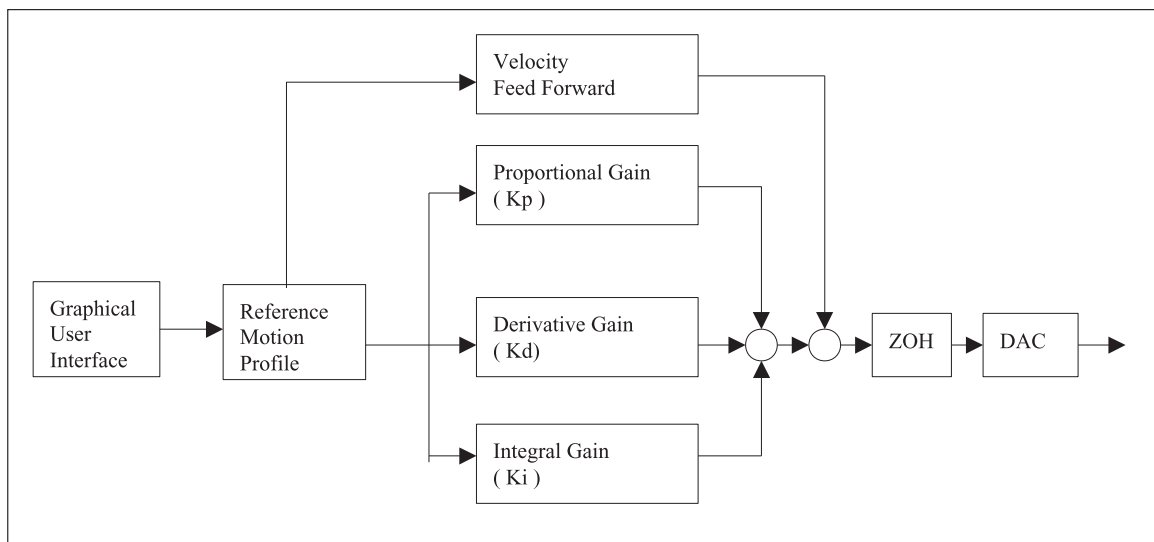 Velocity
Feed Forward
Proportional Gain
( Kp )
Graphical
User
Interface
Reference
Motion
Profile
Derivative Gain
( Kd)
ZOH
DAC
Integral Gain
( Ki )